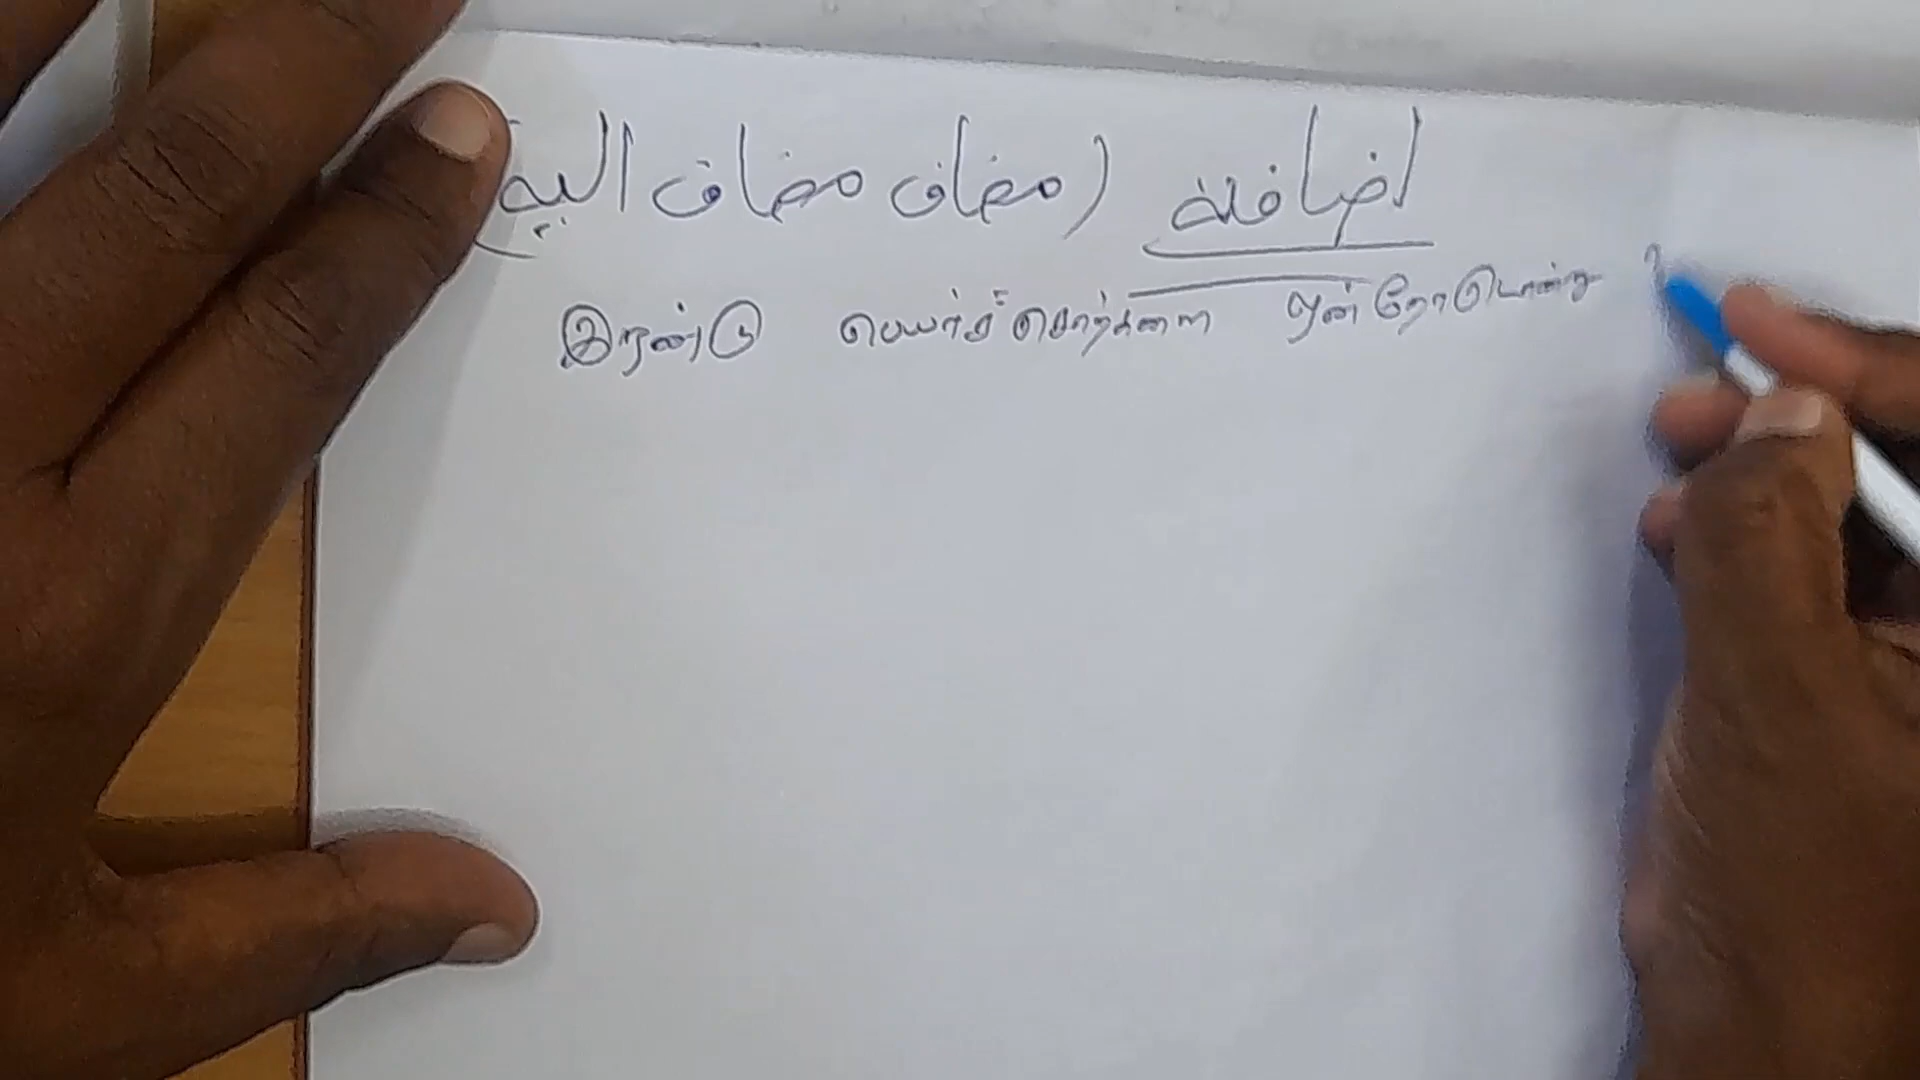 اضافة (مضاف مضاف اليه
இரண்டு பெயர்ச் சொற்களை ஒன்றோடொன்று